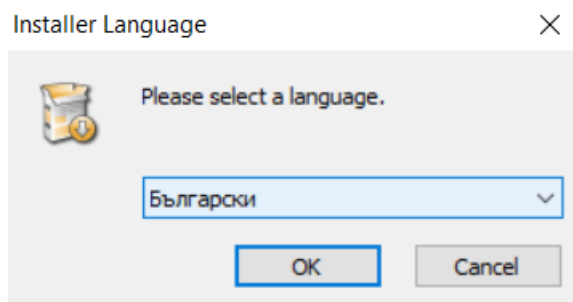 Installer Language
Please select a language.
Български
OK
Cancel